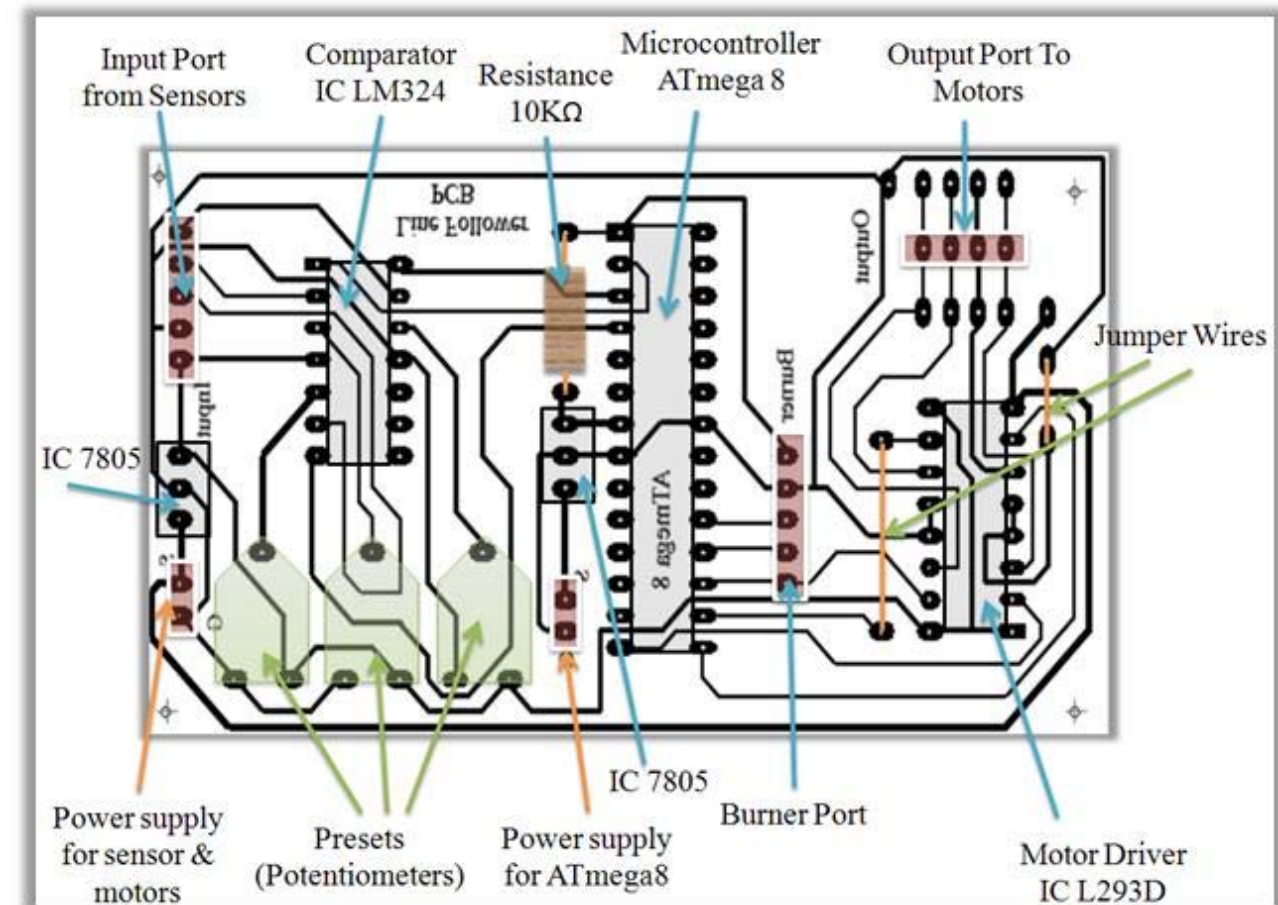 Input Port
from Sensors
Comparator
IC LM324
Resistance
10KΩ
Microcontroller
ATmega 8
Output Port To
Motors
PCB
Line Follower
Output
Jumper Wires
Input
Burner
IC 7805
ATmega 8
G
IC 7805
Power supply
for sensor &
motors
Presets
(Potentiometers)
Power supply
for ATmega8
Burner Port
Motor Driver
IC L293D